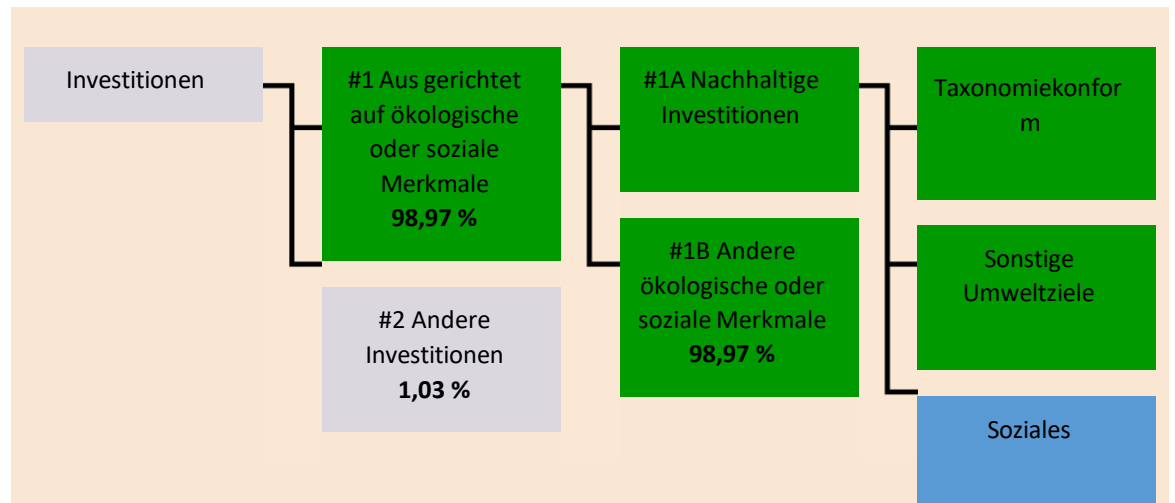 Investitionen
#1 Aus gerichtet
auf ökologische
oder soziale
Merkmale
98,97 %
#2 Andere
Investitionen
1,03 %
#1A Nachhaltige
Investitionen
#1B Andere
ökologische oder
soziale Merkmale
98,97 %
Taxonomiekonfor
m
Sonstige
Umweltziele
Soziales